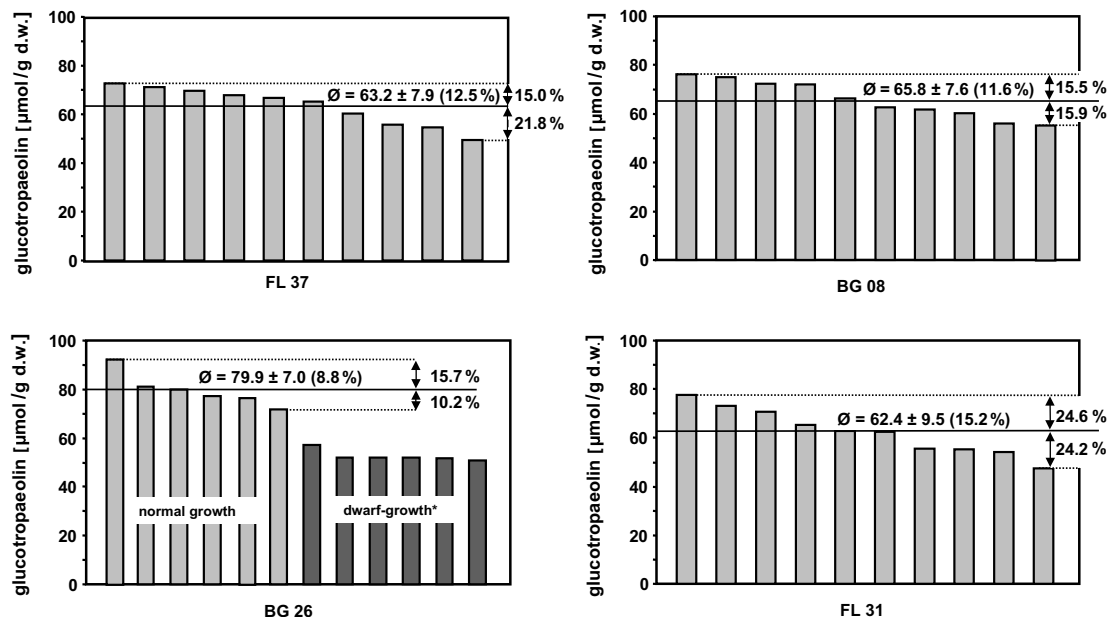 glucotropaeolin [µmol/g d.w.]
100
80
60
40
20
0
Ø = 63.2 ± 7.9 (12.5 %)
15.0 %
21.8 %
FL 37
glucotropaeolin [µmol/g d.w.]
100
80
60
40
20
0
Ø = 65.8 ± 7.6 (11.6 %)
15.5 %
15.9 %
BG 08
glucotropaeolin [µmol/g d.w.]
100
80
60
40
20
0
Ø = 79.9 ± 7.0 (8.8 %)
15.7 %
10.2 %
normal growth
dwarf-growth*
BG 26
glucotropaeolin [µmol/g d.w.]
100
80
60
40
20
0
Ø = 62.4 ± 9.5 (15.2 %)
24.6 %
24.2 %
FL 31